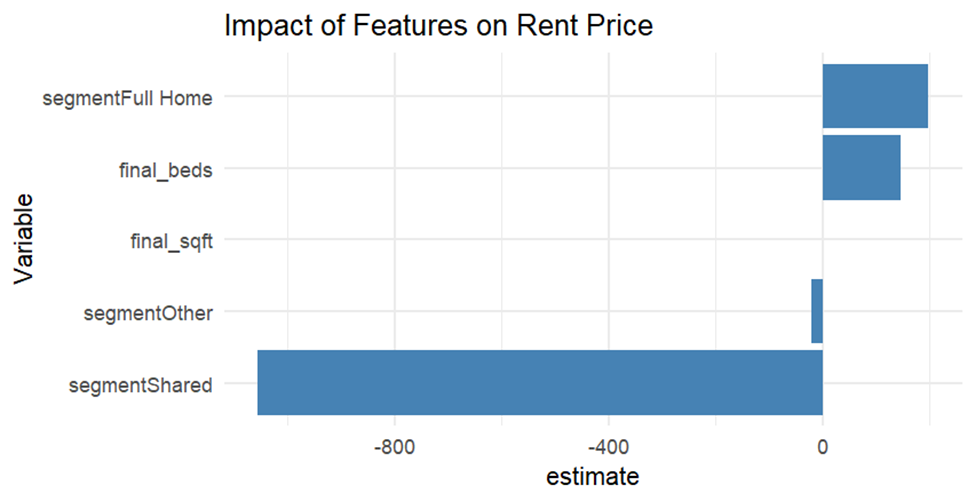 Impact of Features on Rent Price
segmentFull Home
final_beds
final_sqft
segmentOther
segmentShared
Variable
-800
-400
0
estimate